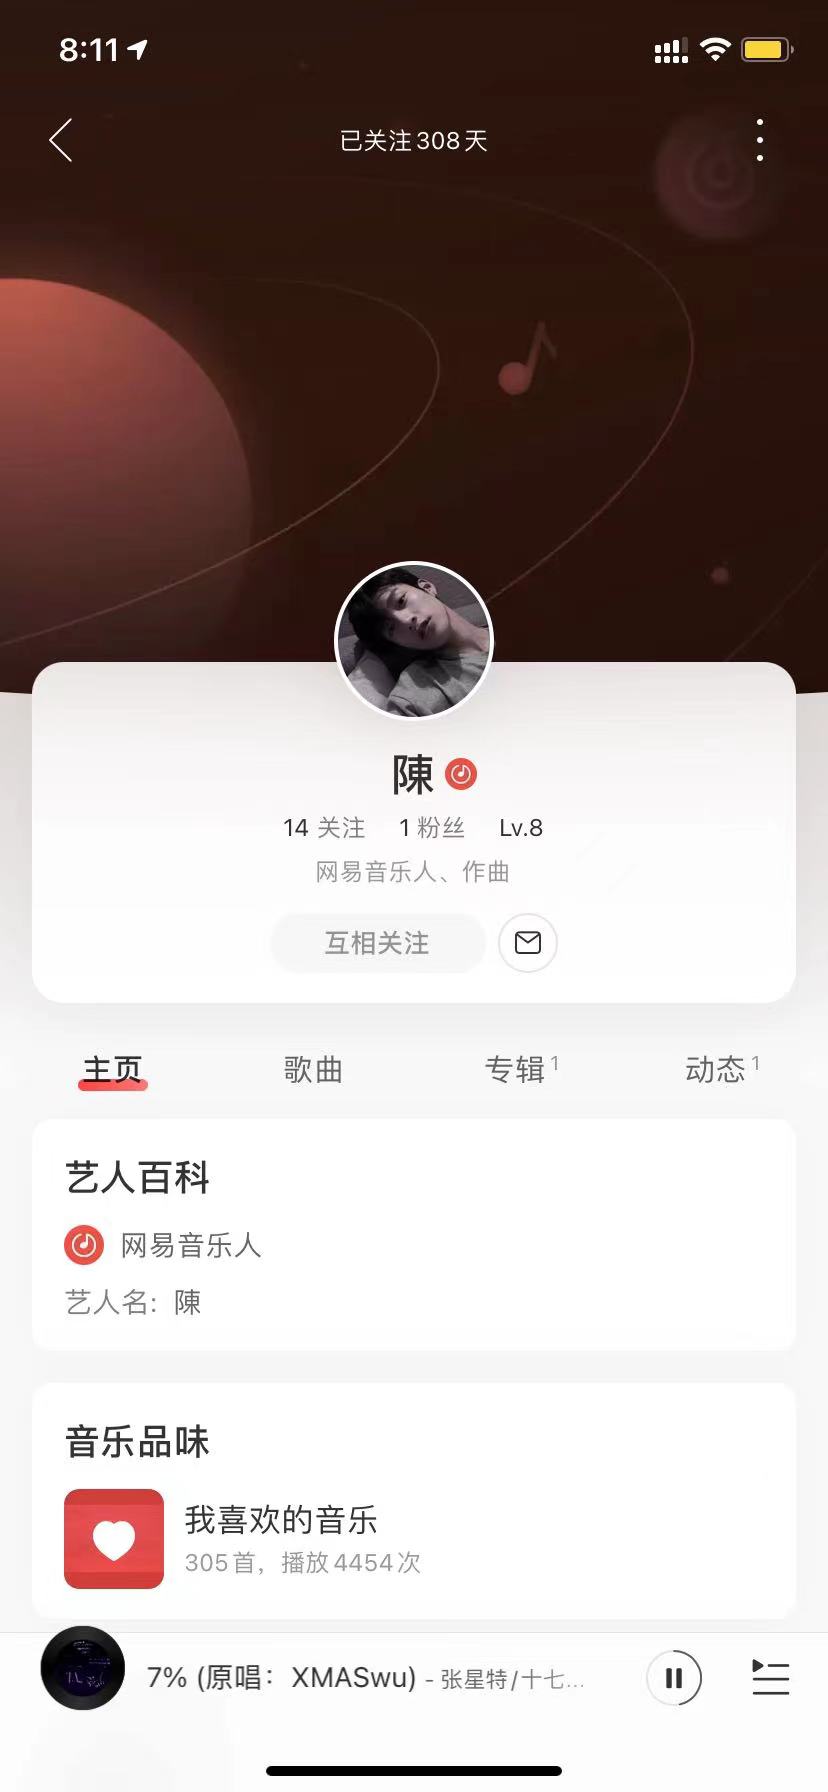 8:11
已关注308天
陳
14 关注 1 粉丝 Lv.8
网易音乐人、作曲
互相关注
主页 歌曲 专辑1 动态1
艺人百科
网易音乐人
艺人名: 陳
音乐品味
我喜欢的音乐
305首，播放4454次
7% (原唱：XMASwu) - 张星特/十七...